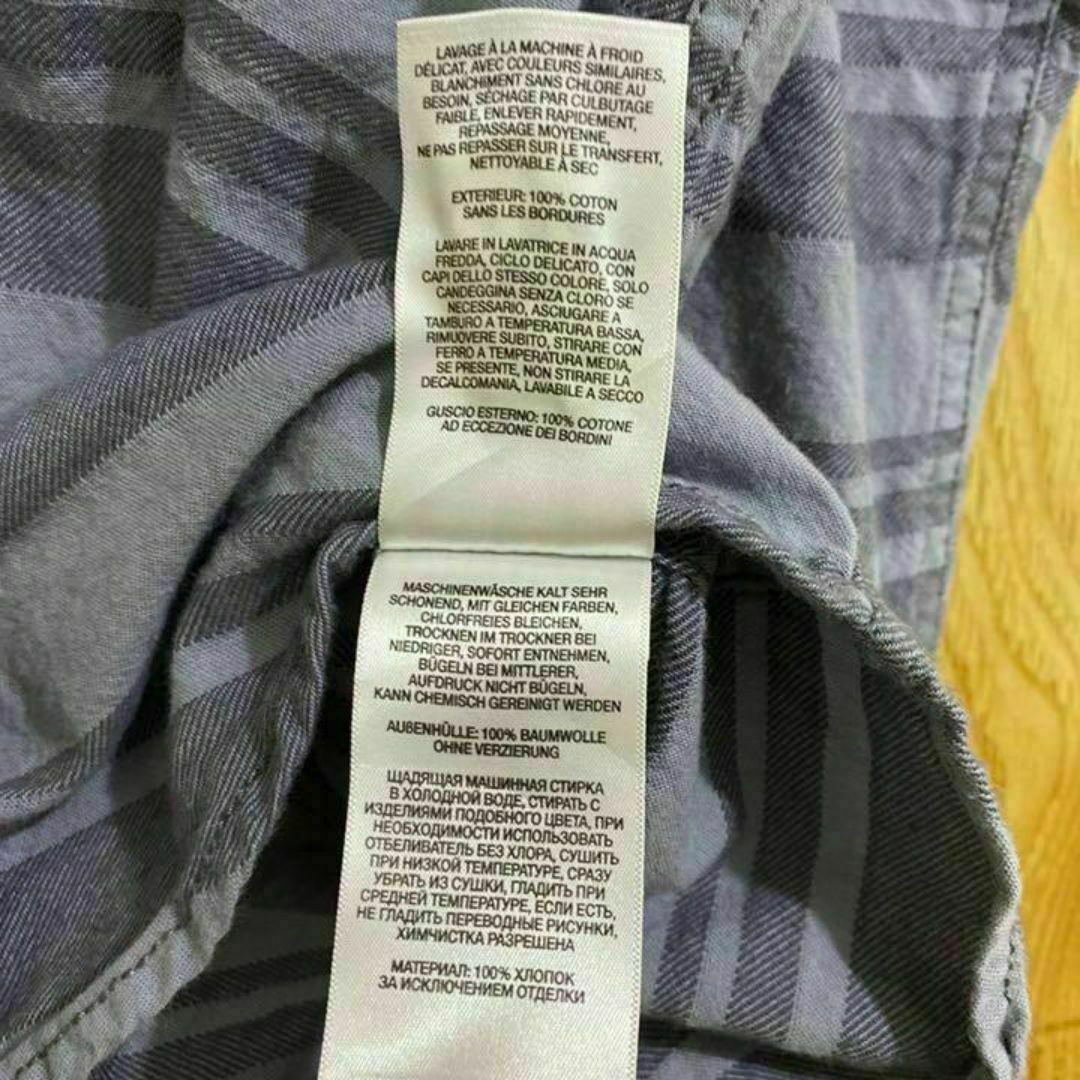 LAVAGE À LA MACHINE À FROID
DÉLICAT, AVEC COULEURS SIMILAIRES,
BLANCHIMENT SANS CHLORE AU
BESOIN, SÉCHAGE PAR CULBUTAGE
FAIBLE, ENLEVER RAPIDEMENT,
REPASSAGE MOYENNE,
NE PAS REPASSER SUR LE TRANSFERT,
NETTOYABLE À SEC
EXTERIEUR: 100% COTON
SANS LES BORDURES
LAVARE IN LAVATRICE IN ACQUA
FREDDA, CICLO DELICATO, CON
CAPI DELLO STESSO COLORE, SOLO
CANDEGGINA SENZA CLORO SE
NECESSARIO, ASCIUGARE A
TAMBURO A TEMPERATURA BASSA,
RIMUOVERE SUBITO, STIRARE CON
FERRO A TEMPERATURA MEDIA,
SE PRESENTE, NON STIRARE LA
DECALCOMANIA, LAVABILE A SECCO
GUSCIO ESTERNO: 100% COTONE
AD ECCEZIONE DEI BORDINI
MASCHINENWÄSCHE KALT SEHR
SCHONEND, MIT GLEICHEN FARBEN,
CHLORFREIES BLEICHEN,
TROCKNEN IM TROCKNER BEI
NIEDRIGER, SOFORT ENTNEHMEN,
BÜGELN BEI MITTLERER,
AUFDRUCK NICHT BÜGELN,
KANN CHEMISCH GEREINIGT WERDEN
AUßENHÜLLE: 100% BAUMWOLLE
OHNE VERZIERUNG
ЩАДЯЩАЯ МАШИННАЯ СТИРКА
В ХОЛОДНОЙ ВОДЕ, СТИРАТЬ С
ИЗДЕЛИЯМИ ПОДОБНОГО ЦВЕТА, ПРИ
НЕОБХОДИМОСТИ ИСПОЛЬЗОВАТЬ
ОТБЕЛИВАТЕЛЬ БЕЗ ХЛОРА, СУШИТЬ
ПРИ НИЗКОЙ ТЕМПЕРАТУРЕ, СРАЗУ
УБРАТЬ ИЗ СУШКИ, ГЛАДИТЬ ПРИ
СРЕДНЕЙ ТЕМПЕРАТУРЕ, ЕСЛИ ЕСТЬ,
НЕ ГЛАДИТЬ ПЕРЕВОДНЫЕ РИСУНКИ,
ХИМЧИСТКА РАЗРЕШЕНА
МАТЕРИАЛ: 100% ХЛОПОК
ЗА ИСКЛЮЧЕНИЕМ ОТДЕЛКИ